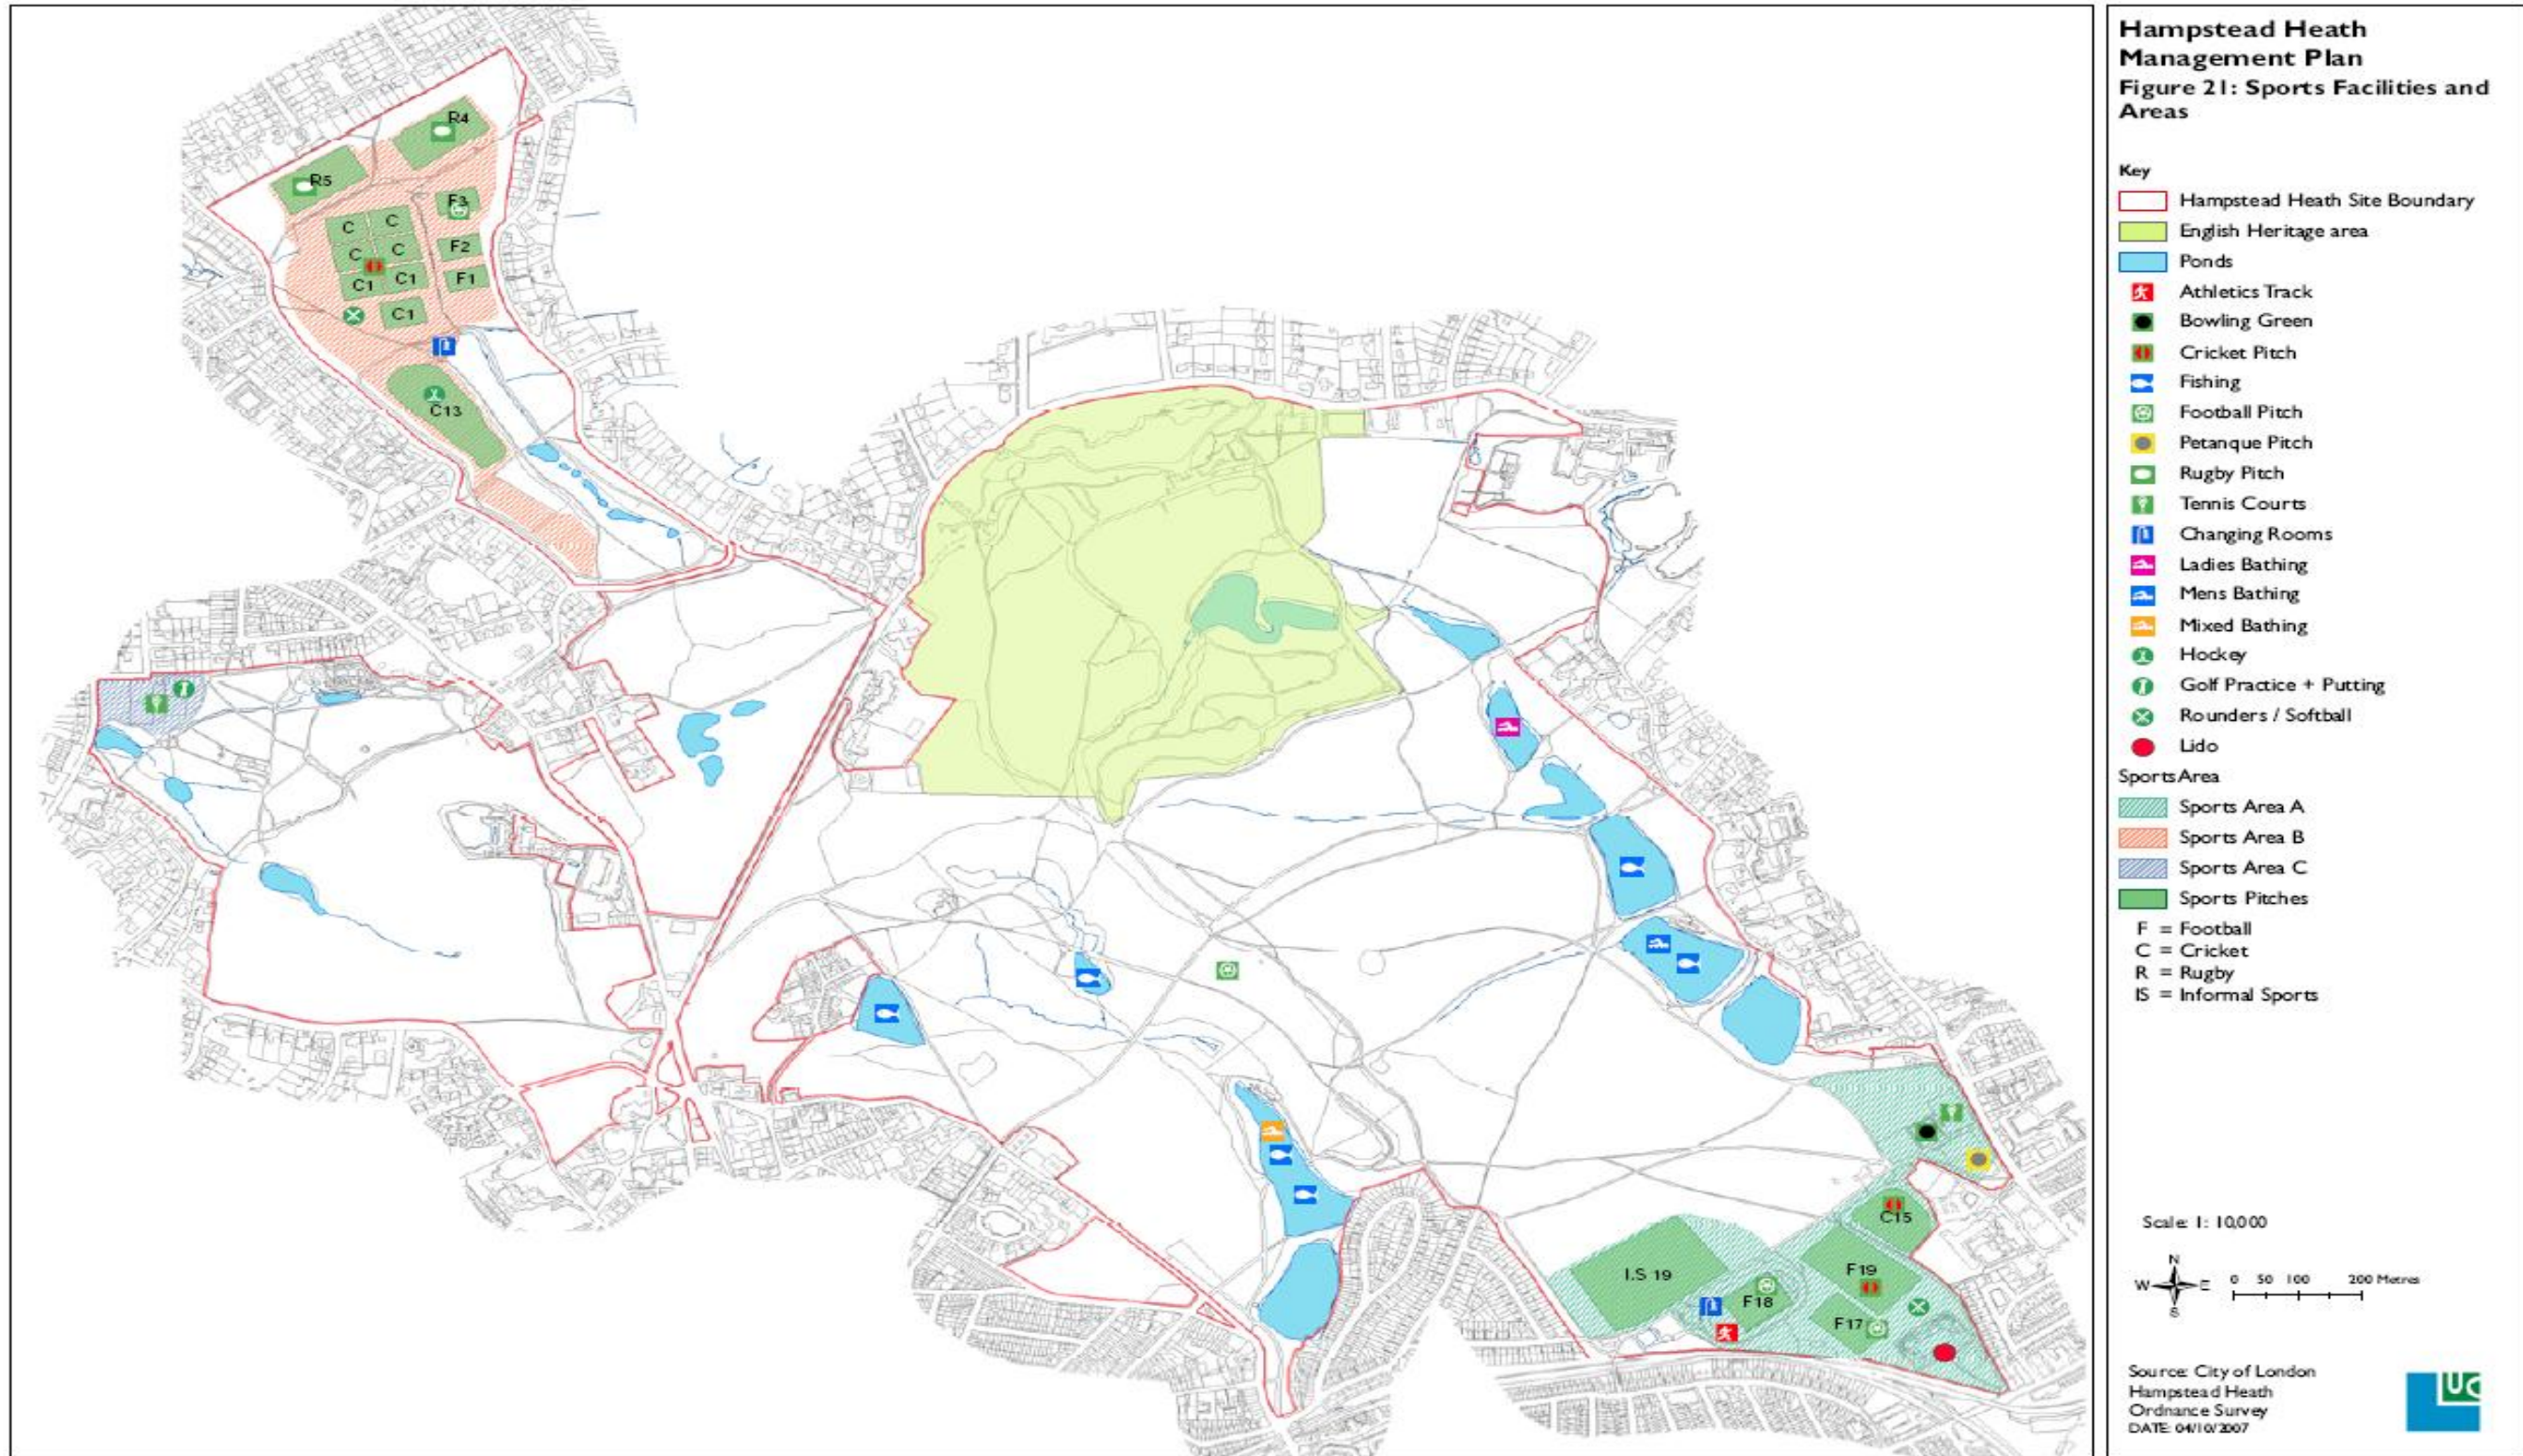 Hampstead Heath
Management Plan
Figure 21: Sports Facilities and
Areas
Key
Hampstead Heath Site Boundary
English Heritage area
Ponds
Athletics Track
Bowling Green
Cricket Pitch
Fishing
Football Pitch
Petanque Pitch
Rugby Pitch
Tennis Courts
Changing Rooms
Ladies Bathing
Mens Bathing
Mixed Bathing
Hockey
Golf Practice + Putting
Rounders / Softball
Lido
Sports Area
Sports Area A
Sports Area B
Sports Area C
Sports Pitches
F = Football
C = Cricket
R = Rugby
IS = Informal Sports
Scale: 1: 10,000
N
W E
S
0 50 100 200 Metres
Source: City of London
Hampstead Heath
Ordnance Survey
DATE: 04/10/2007
R4
R5
F3
C C
C C
F2
C1 C1
F1
C1
C13
C15
F19
I.S 19
F18
F17